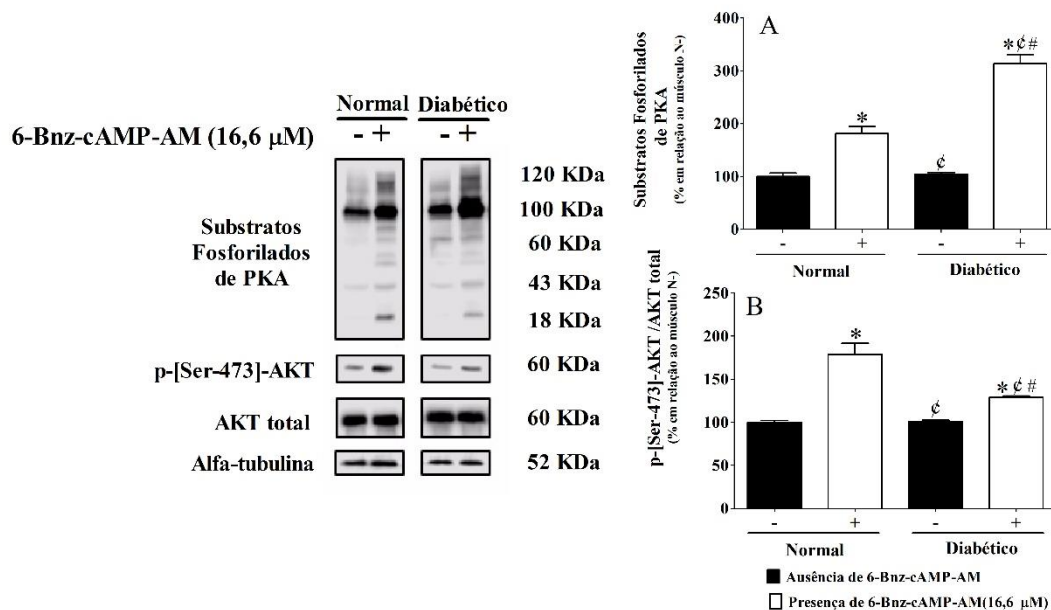 Normal Diabético
6-Bnz-cAMP-AM (16,6 µM) - + - +
Substratos
Fosforilados
de PKA
120 KDa
100 KDa
60 KDa
43 KDa
18 KDa
p-[Ser-473]-AKT 60 KDa
AKT total 60 KDa
Alfa-tubulina 52 KDa
A
Substratos Fosforilados
de PKA
(% em relação ao músculo N-)
400
300
200
100
0
*
¢
*¢#
- + - +
Normal Diabético
B
p-[Ser-473]-AKT /AKT total
(% em relação ao músculo N-)
250
200
150
100
50
0
*
¢
*¢#
- + - +
Normal Diabético
Ausência de 6-Bnz-cAMP-AM
Presença de 6-Bnz-cAMP-AM(16,6 µM)